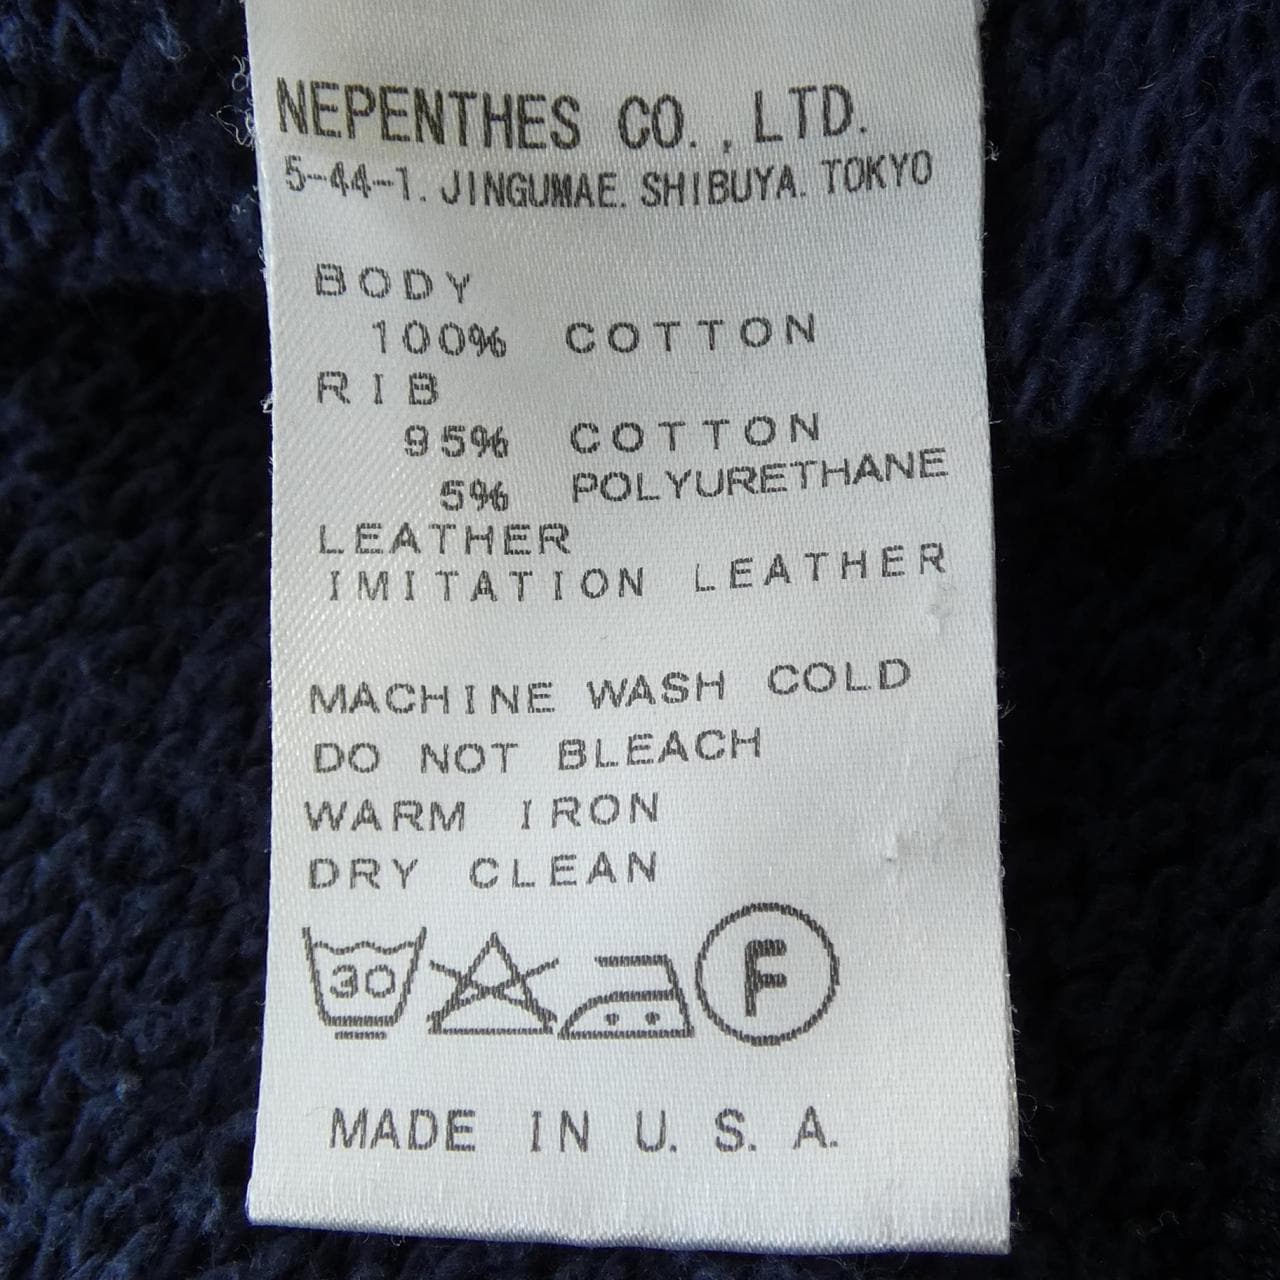 NEPENTHES CO., LTD.
5-44-1. JINGUMAE. SHIBUYA. TOKYO
BODY
100% COTTON
RIB
95% COTTON
5% POLYURETHANE
LEATHER
IMITATION LEATHER
MACHINE WASH COLD
DO NOT BLEACH
WARM IRON
DRY CLEAN
30 F
MADE IN U.S.A.